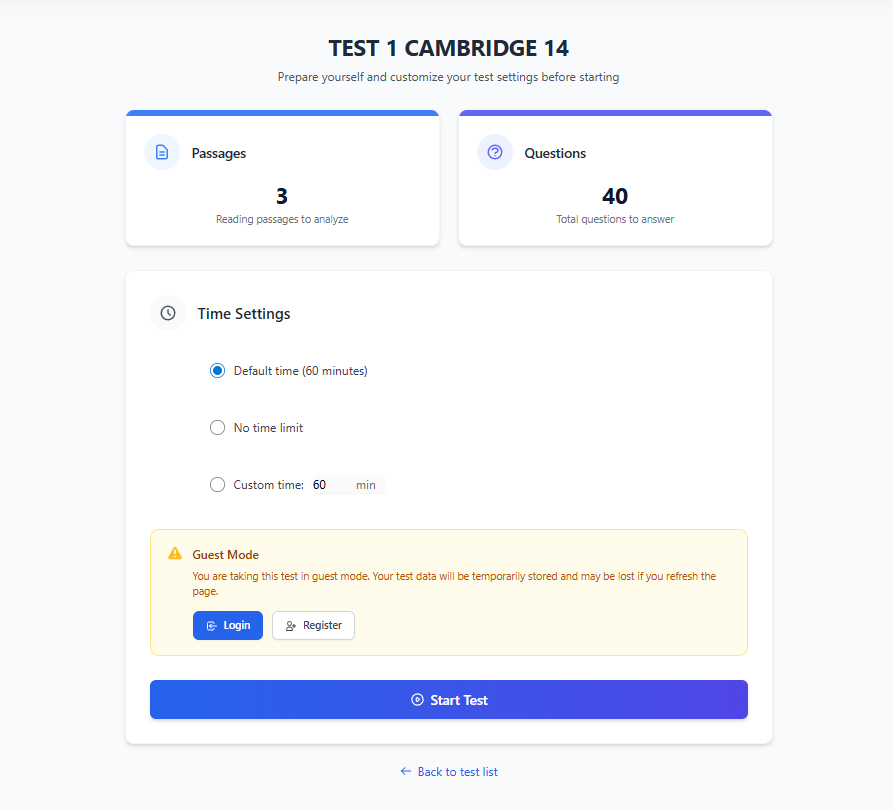 TEST 1 CAMBRIDGE 14
Prepare yourself and customize your test settings before starting
Passages
3
Reading passages to analyze
Questions
40
Total questions to answer
Time Settings
Default time (60 minutes)
No time limit
Custom time: 60 min
Guest Mode
You are taking this test in guest mode. Your test data will be temporarily stored and may be lost if you refresh the
page.
Login
Register
Start Test
Back to test list